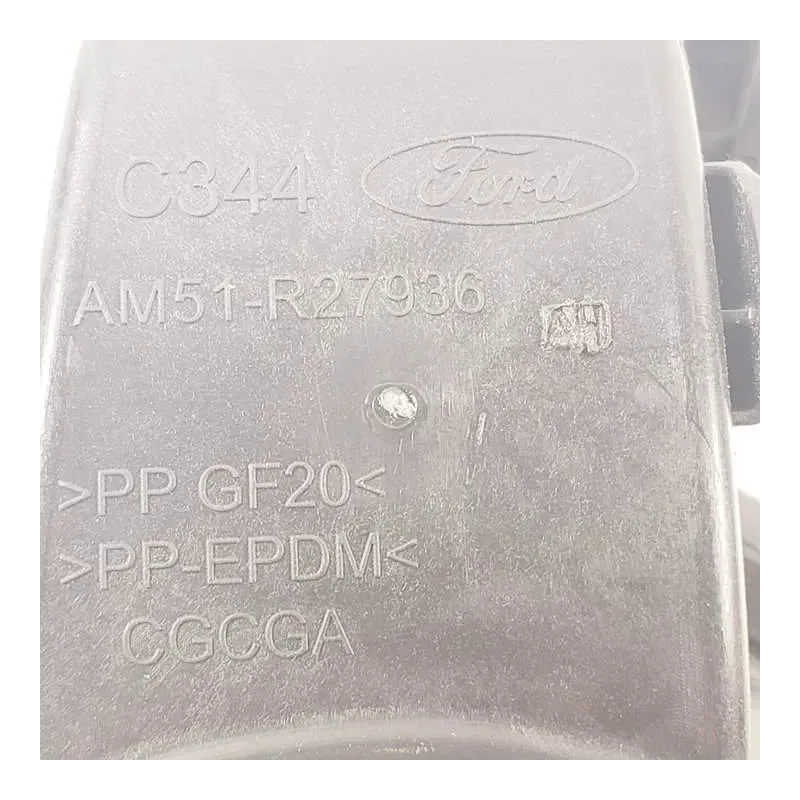 C344 Ford
AM51-R27936
>PP GF20<
>PP-EPDM<
CGCGA